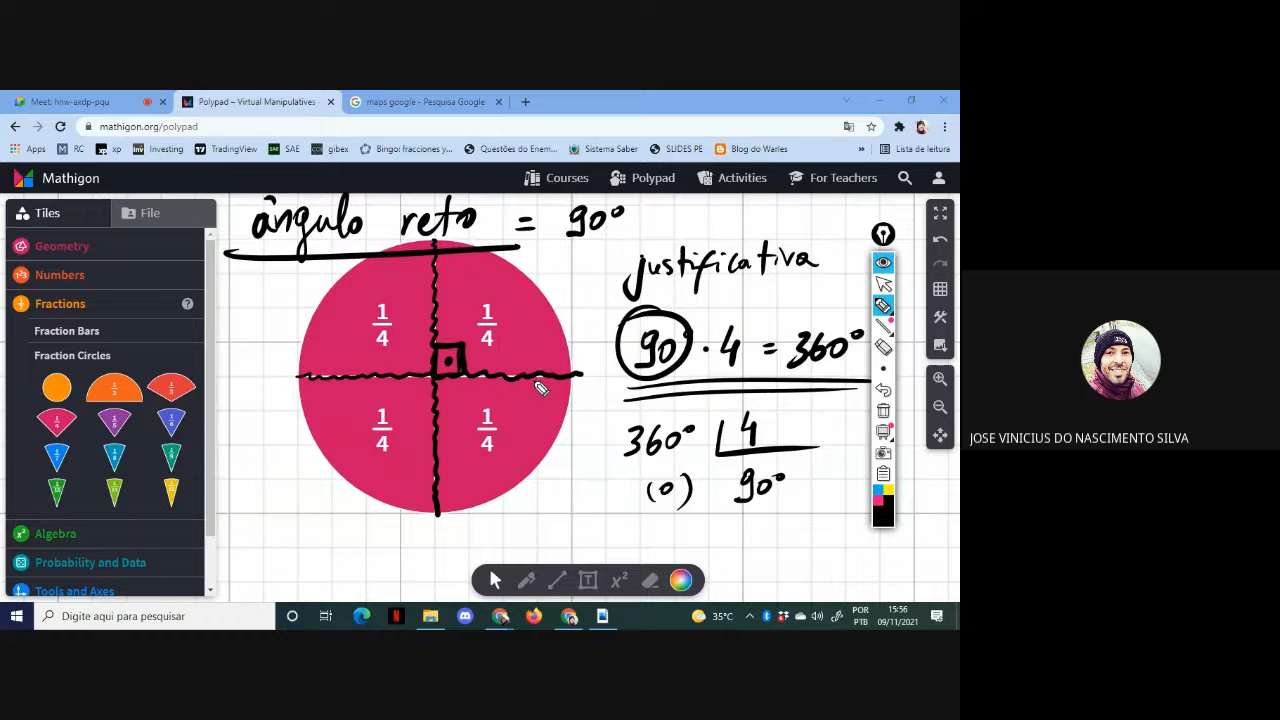 Meet: hnw-axdp-pqu
Polypad – Virtual Manipulatives
maps google - Pesquisa Google
mathigon.org/polypad
Apps RC xp Investing TradingView SAE gibex Bingo: fracciones y... Questões do Enem... Sistema Saber SLIDES PE Blog do Warles » Lista de leitura
Mathigon Courses Polypad Activities For Teachers
Tiles File
Geometry
Numbers
Fractions
Fraction Bars
Fraction Circles
Algebra
Probability and Data
Tools and Axes
ângulo reto = 90°
justificativa
1/4 1/4
90 · 4 = 360°
1/4 1/4
360° 4
(0) 90°
JOSE VINICIUS DO NASCIMENTO SILVA
Digite aqui para pesquisar
35°C
POR
PTB
15:56
09/11/2021